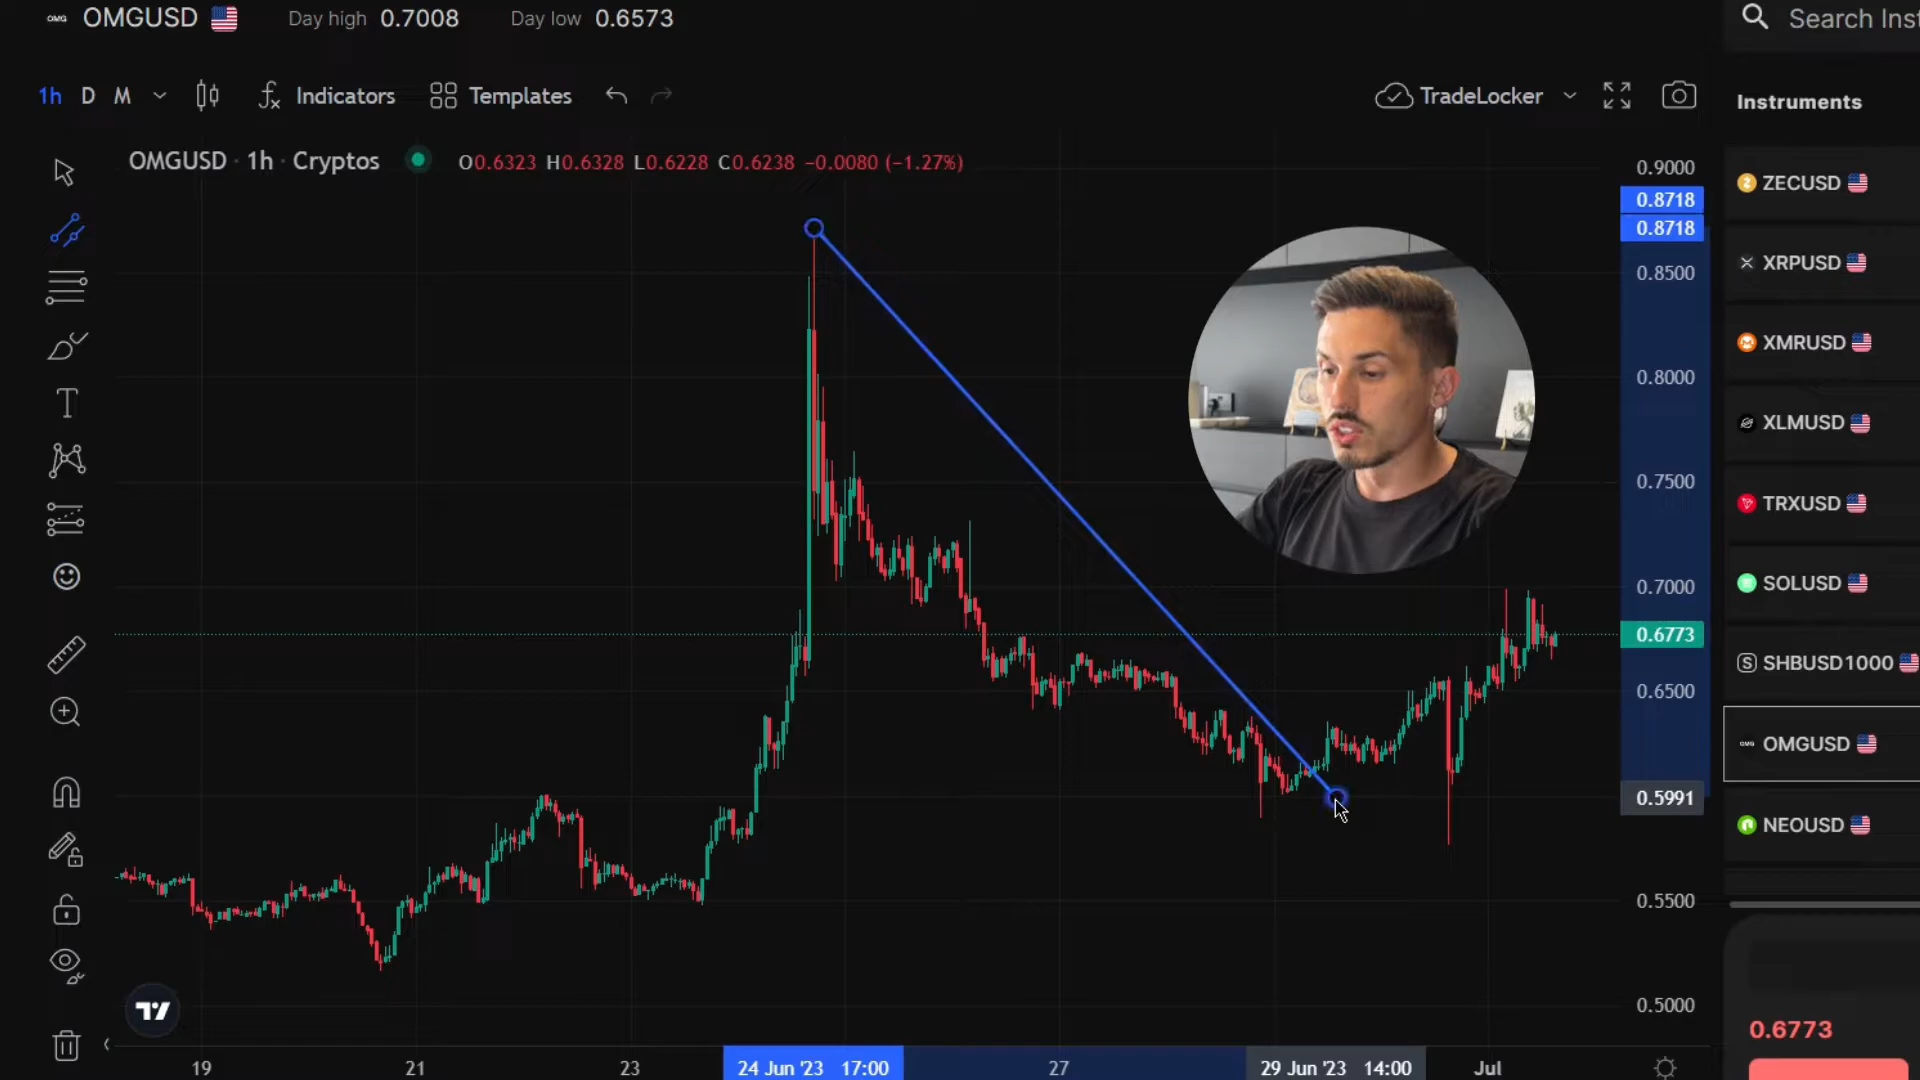 OMG OMGUSD Day high 0.7008 Day low 0.6573
Search Inst
1h D M Indicators Templates
TradeLocker
Instruments
OMGUSD · 1h · Cryptos O0.6323 H0.6328 L0.6228 C0.6238 −0.0080 (−1.27%)
0.9000
0.8718
0.8718
0.8500
0.8000
0.7500
0.7000
0.6773
0.6500
0.5991
0.5500
0.5000
ZECUSD
XRPUSD
XMRUSD
XLMUSD
TRXUSD
SOLUSD
SHBUSD1000
OMG OMGUSD
NEOUSD
0.6773
19 21 23 24 Jun '23 17:00 27 29 Jun '23 14:00 Jul